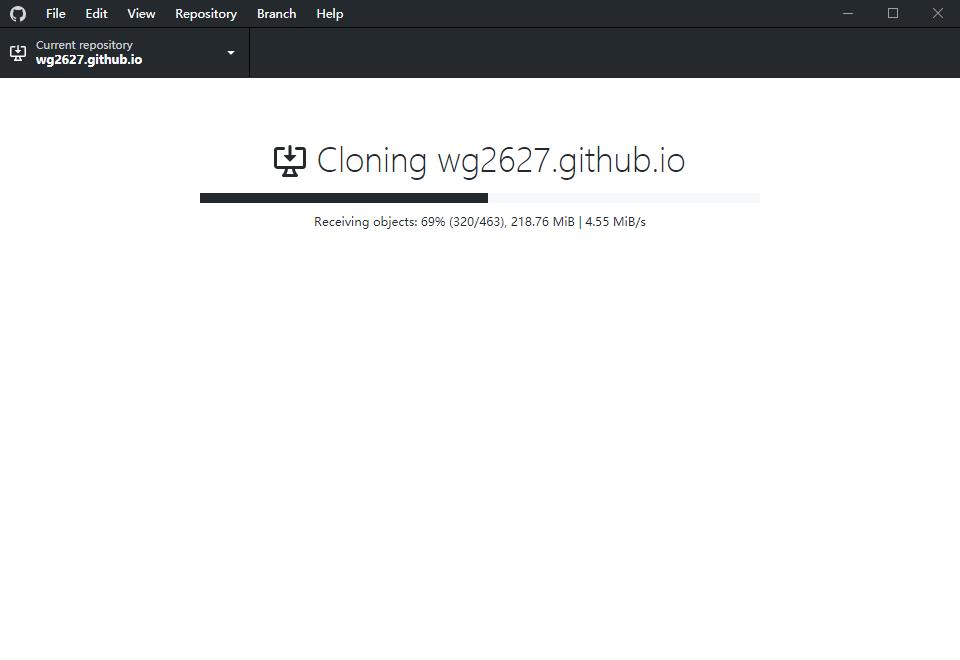 File Edit View Repository Branch Help
Current repository
wg2627.github.io
Cloning wg2627.github.io
Receiving objects: 69% (320/463), 218.76 MiB | 4.55 MiB/s